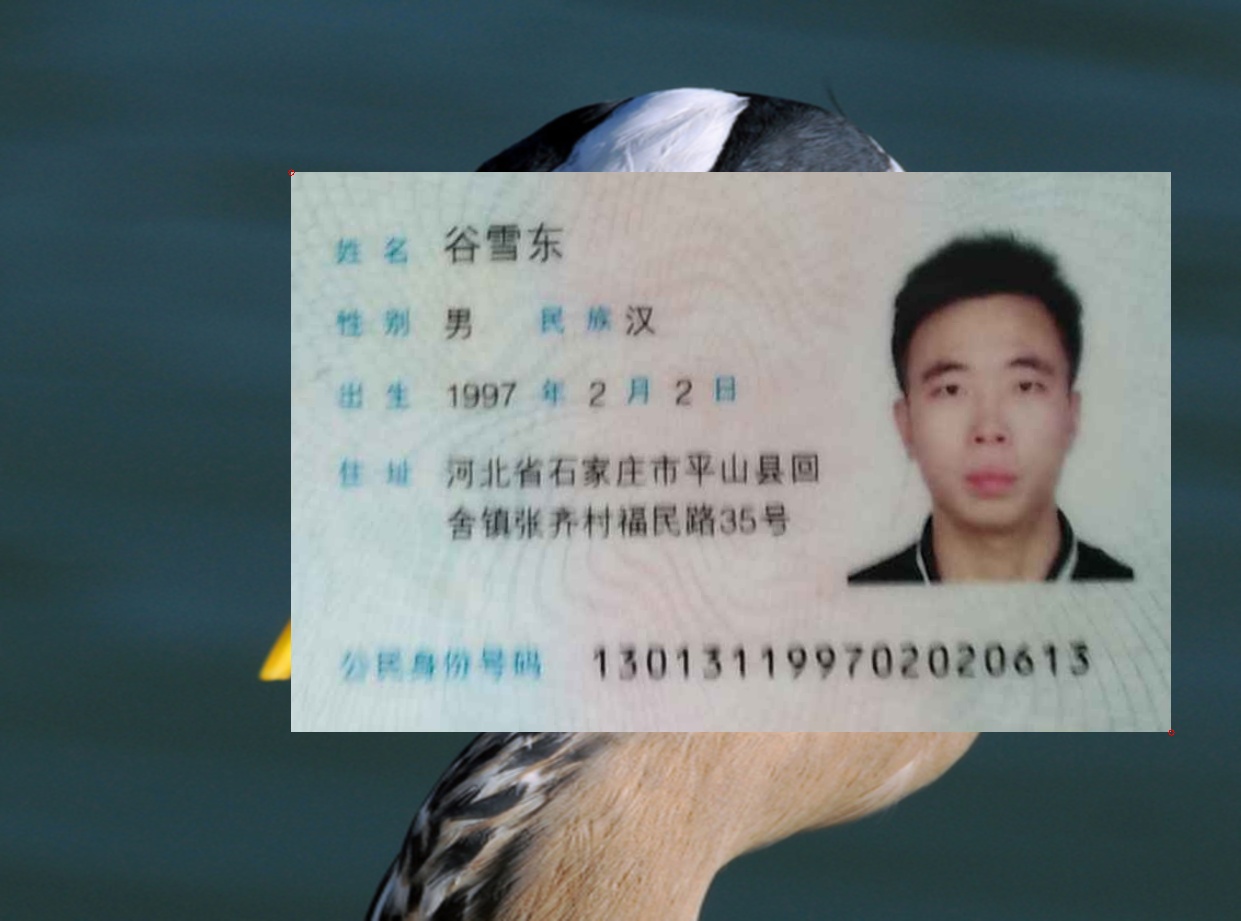 姓名 谷雪东
性别 男 民族 汉
出生 1997 年 2 月 2 日
住址 河北省石家庄市平山县回
舍镇张齐村福民路35号
公民身份号码 130131199702020613